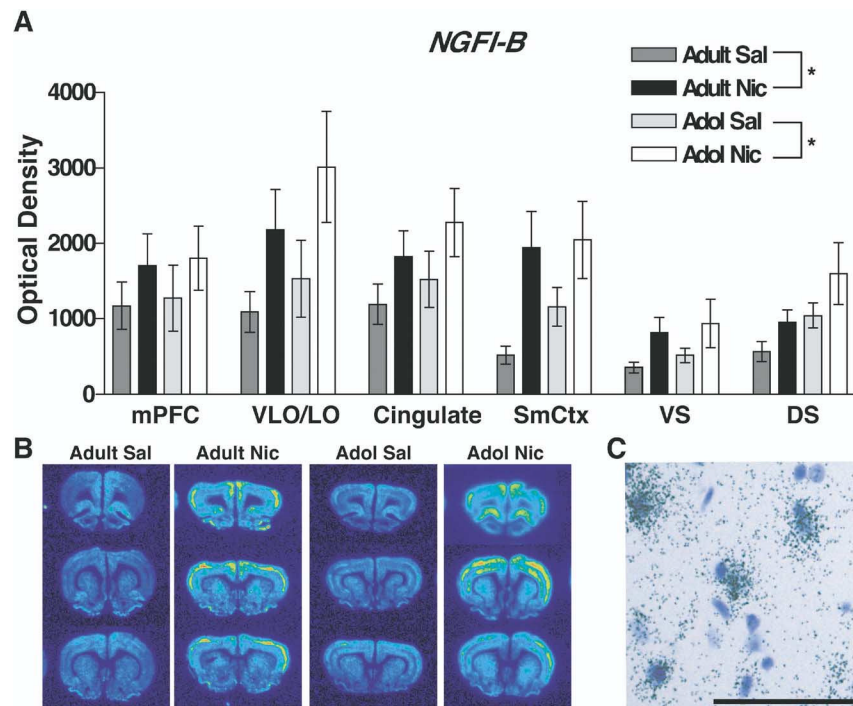 A
NGFI-B
Adult Sal
Adult Nic
*
Adol Sal
Adol Nic
*
Optical Density
4000
3000
2000
1000
0
mPFC VLO/LO Cingulate SmCtx VS DS
B Adult Sal Adult Nic Adol Sal Adol Nic C